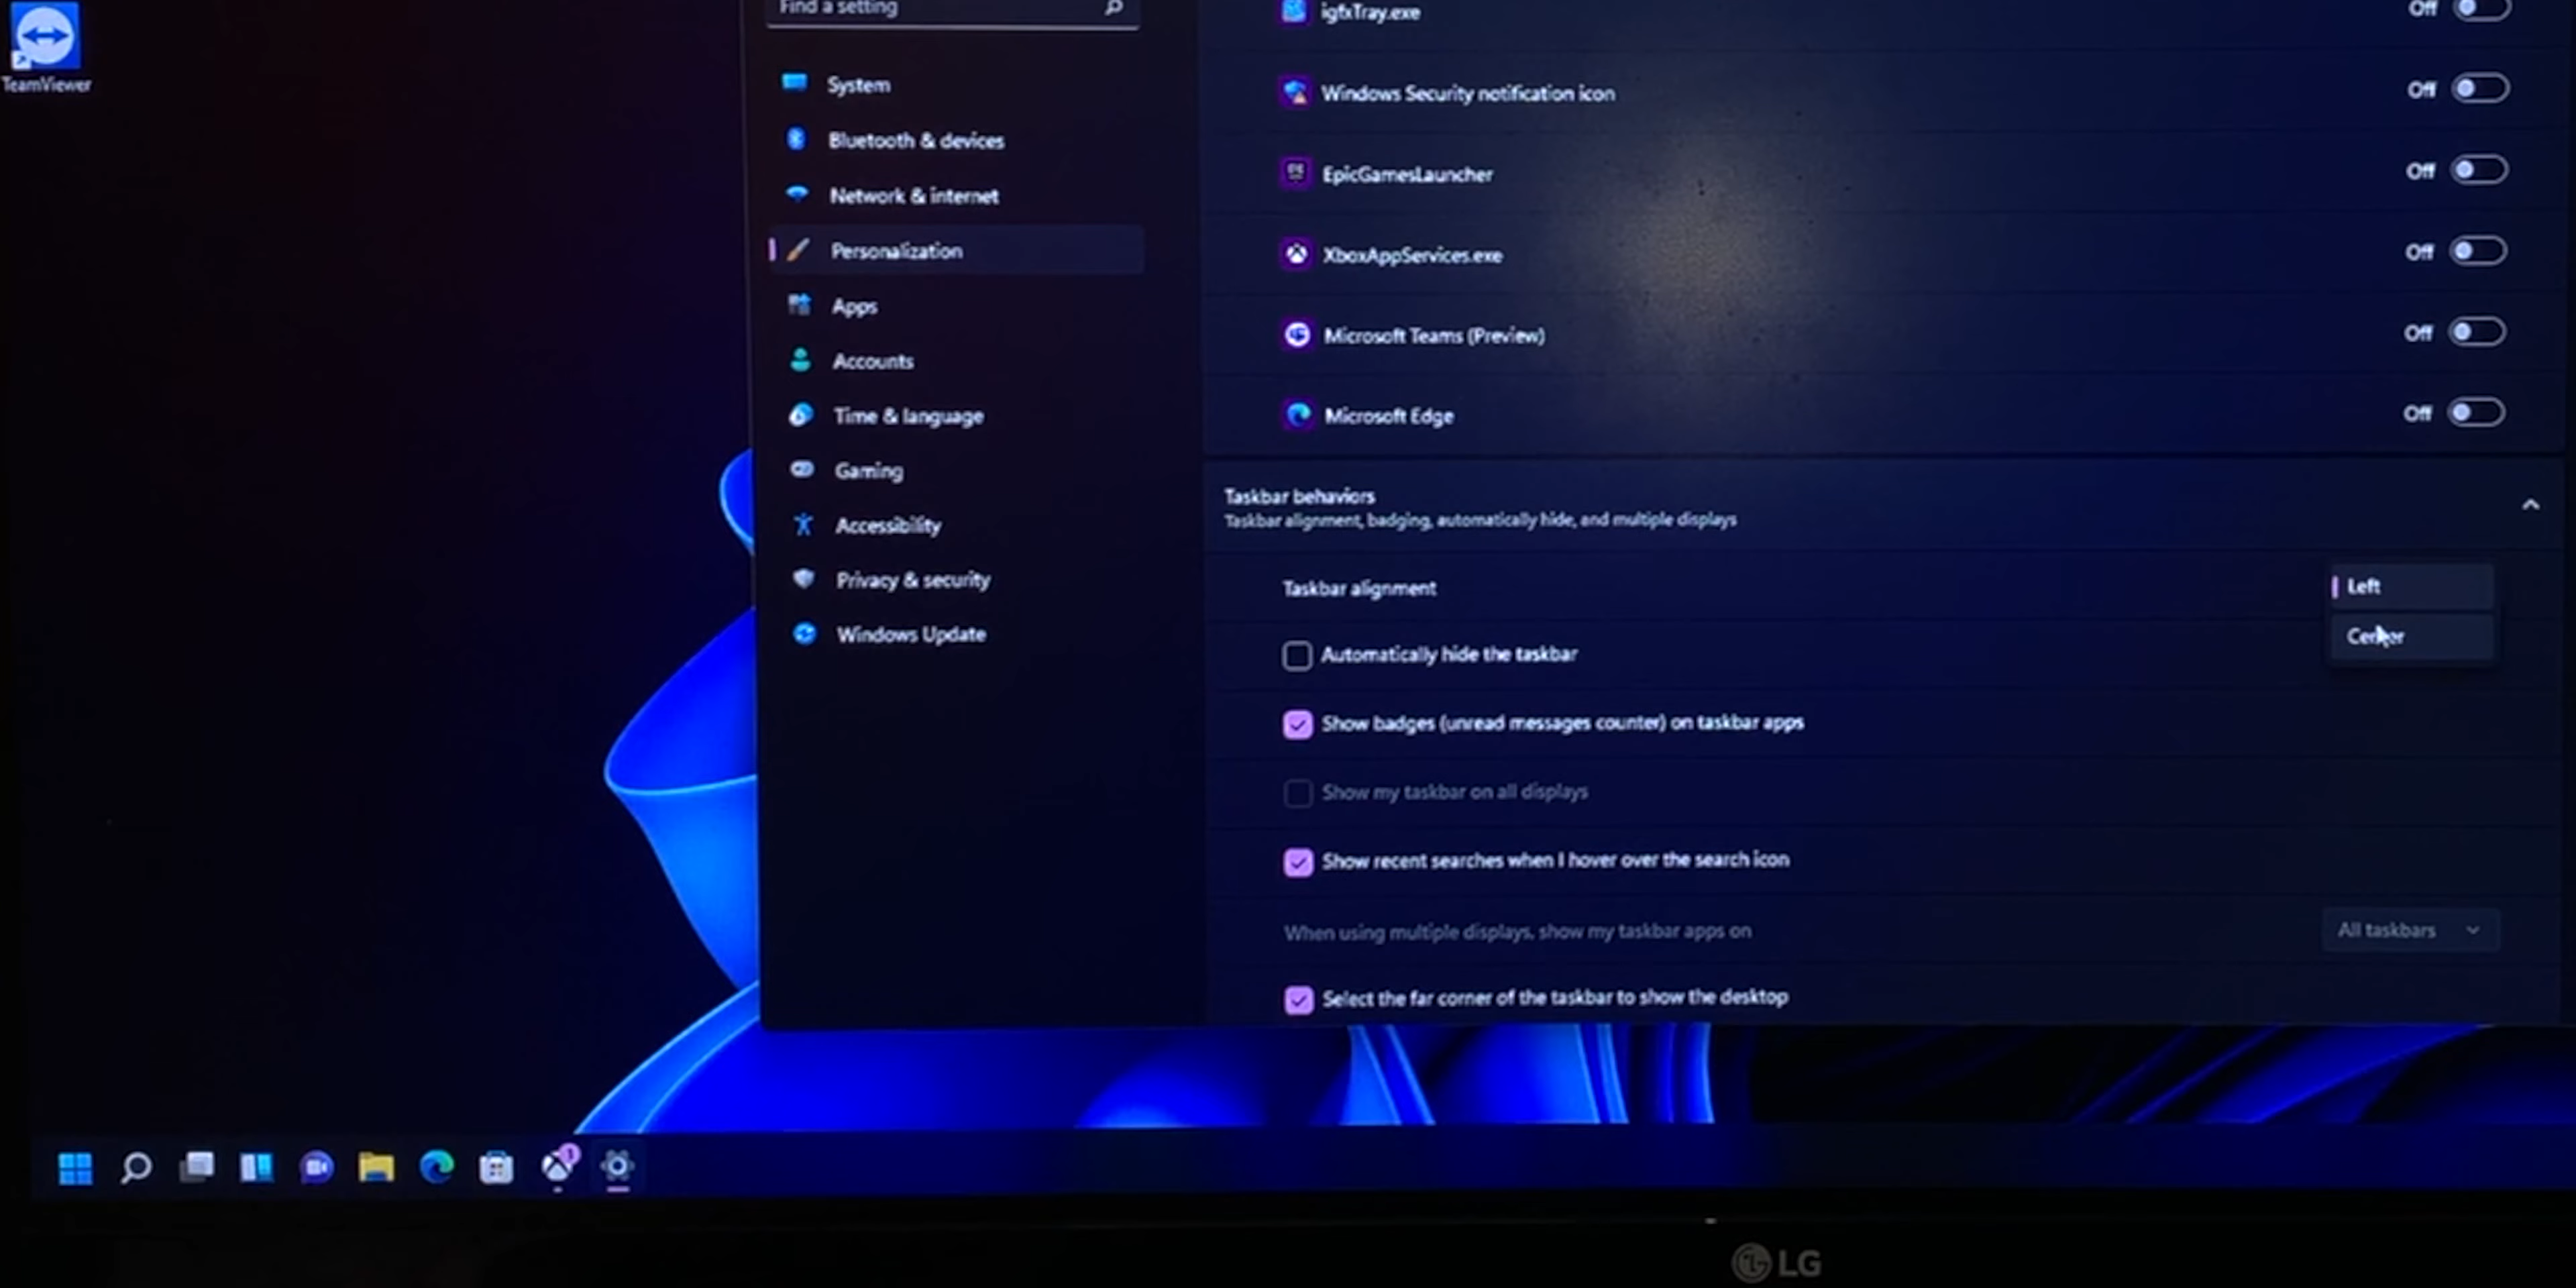 TeamViewer
Find a setting
System
Bluetooth & devices
Network & internet
Personalization
Apps
Accounts
Time & language
Gaming
Accessibility
Privacy & security
Windows Update
igfxTray.exe
Off
Windows Security notification icon
Off
EpicGamesLauncher
Off
XboxAppServices.exe
Off
Microsoft Teams (Preview)
Off
Microsoft Edge
Off
Taskbar behaviors
Taskbar alignment, badging, automatically hide, and multiple displays
Taskbar alignment
Left
Center
Automatically hide the taskbar
Show badges (unread messages counter) on taskbar apps
Show my taskbar on all displays
Show recent searches when I hover over the search icon
When using multiple displays, show my taskbar apps on
All taskbars
Select the far corner of the taskbar to show the desktop
1
LG